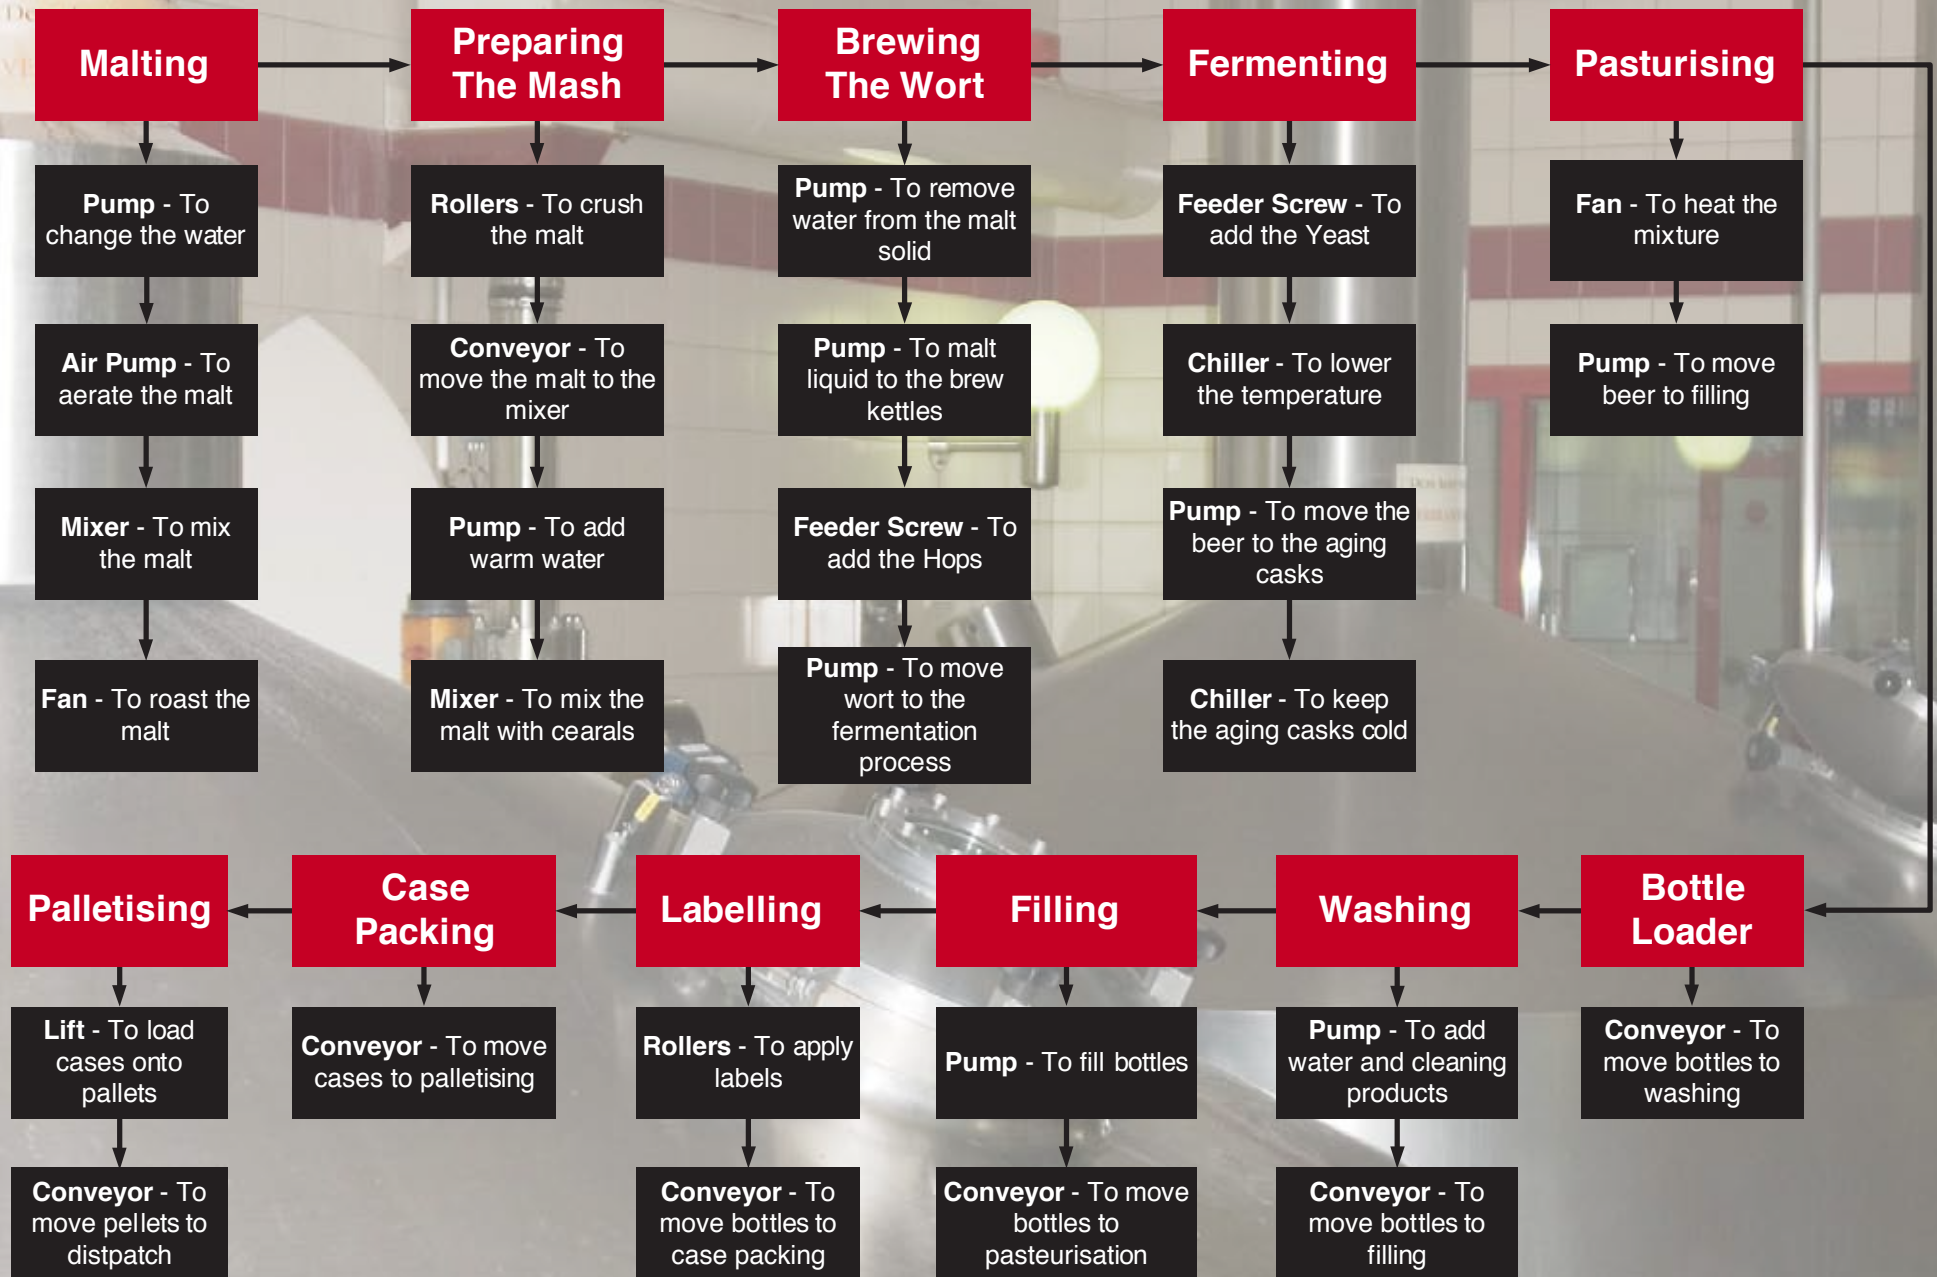 Malting
Preparing
The Mash
Brewing
The Wort
Fermenting
Pasturising
Pump - To
change the water
Air Pump - To
aerate the malt
Mixer - To mix
the malt
Fan - To roast the
malt
Rollers - To crush
the malt
Conveyor - To
move the malt to the
mixer
Pump - To add
warm water
Mixer - To mix the
malt with cearals
Pump - To remove
water from the malt
solid
Pump - To malt
liquid to the brew
kettles
Feeder Screw - To
add the Hops
Pump - To move
wort to the
fermentation
process
Feeder Screw - To
add the Yeast
Chiller - To lower
the temperature
Pump - To move the
beer to the aging
casks
Chiller - To keep
the aging casks cold
Fan - To heat the
mixture
Pump - To move
beer to filling
Palletising
Case
Packing
Labelling
Filling
Washing
Bottle
Loader
Lift - To load
cases onto
pallets
Conveyor - To
move pellets to
distpatch
Conveyor - To move
cases to palletising
Rollers - To apply
labels
Conveyor - To
move bottles to
case packing
Pump - To fill bottles
Conveyor - To move
bottles to
pasteurisation
Pump - To add
water and cleaning
products
Conveyor - To
move bottles to
filling
Conveyor - To
move bottles to
washing